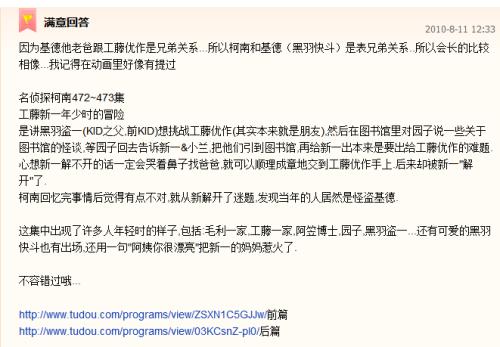 满意回答
2010-8-11 12:33
因为基德他老爸跟工藤优作是兄弟关系...所以柯南和基德（黑羽快斗）是表兄弟关系..所以会长的比较
相像...我记得在动画里好像有提过
名侦探柯南472~473集
工藤新一年少时的冒险
是讲黑羽盗一(KID之父,前KID)想挑战工藤优作(其实本来就是朋友),然后在图书馆里对园子说一些关于
图书馆的怪谈,等园子回去告诉新一&小兰,把他们引到图书馆,再给新一出本来是要出给工藤优作的难题.
心想新一解不开的话一定会哭着鼻子找爸爸,就可以顺理成章地交到工藤优作手上.后来却被新一"解
开"了.
柯南回忆完事情后觉得有点不对,就从新解开了迷题,发现当年的人居然是怪盗基德.
这集中出现了许多人年轻时的样子,包括:毛利一家,工藤一家,阿笠博士,园子,黑羽盗一...还有可爱的黑羽
快斗也有出场,还用一句"阿姨你很漂亮"把新一的妈妈惹火了.
不容错过哦...
http://www.tudou.com/programs/view/ZSXN1C5GJJw/前篇
http://www.tudou.com/programs/view/03KCsnZ-pl0/后篇